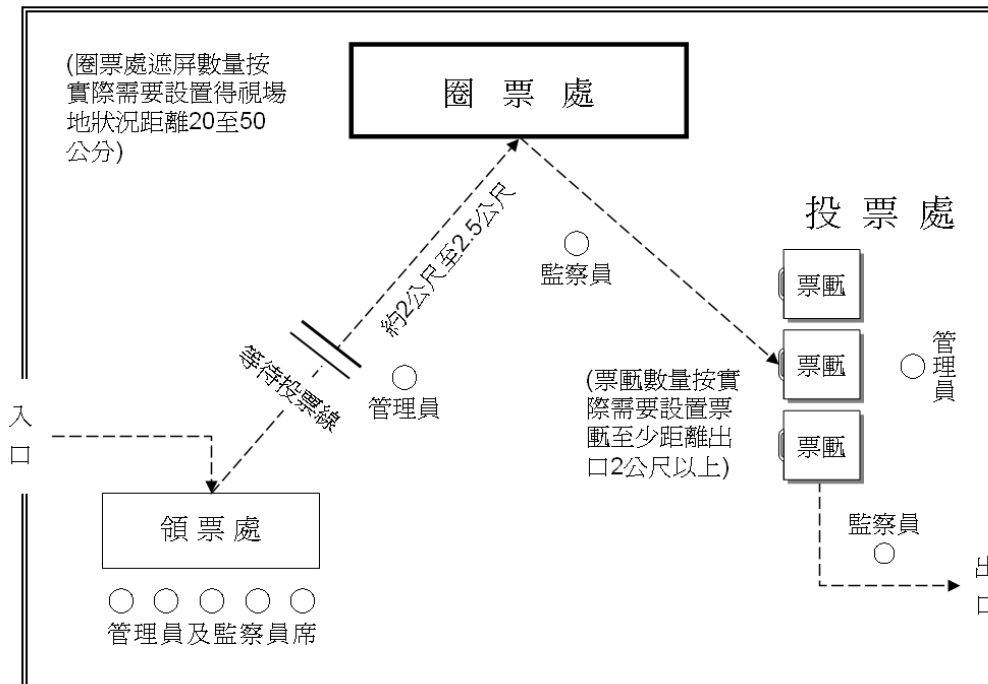 (圈票處遮屏數量按
實際需要設置得視場
地狀況距離20至50
公分)
圈票處
投票處
約2公尺至2.5公尺
監察員
票匭
票匭
票匭
管理員
等待投票線
管理員
(票匭數量按實
際需要設置票
匭至少距離出
口2公尺以上)
入口
領票處
管理員及監察員席
監察員
出口